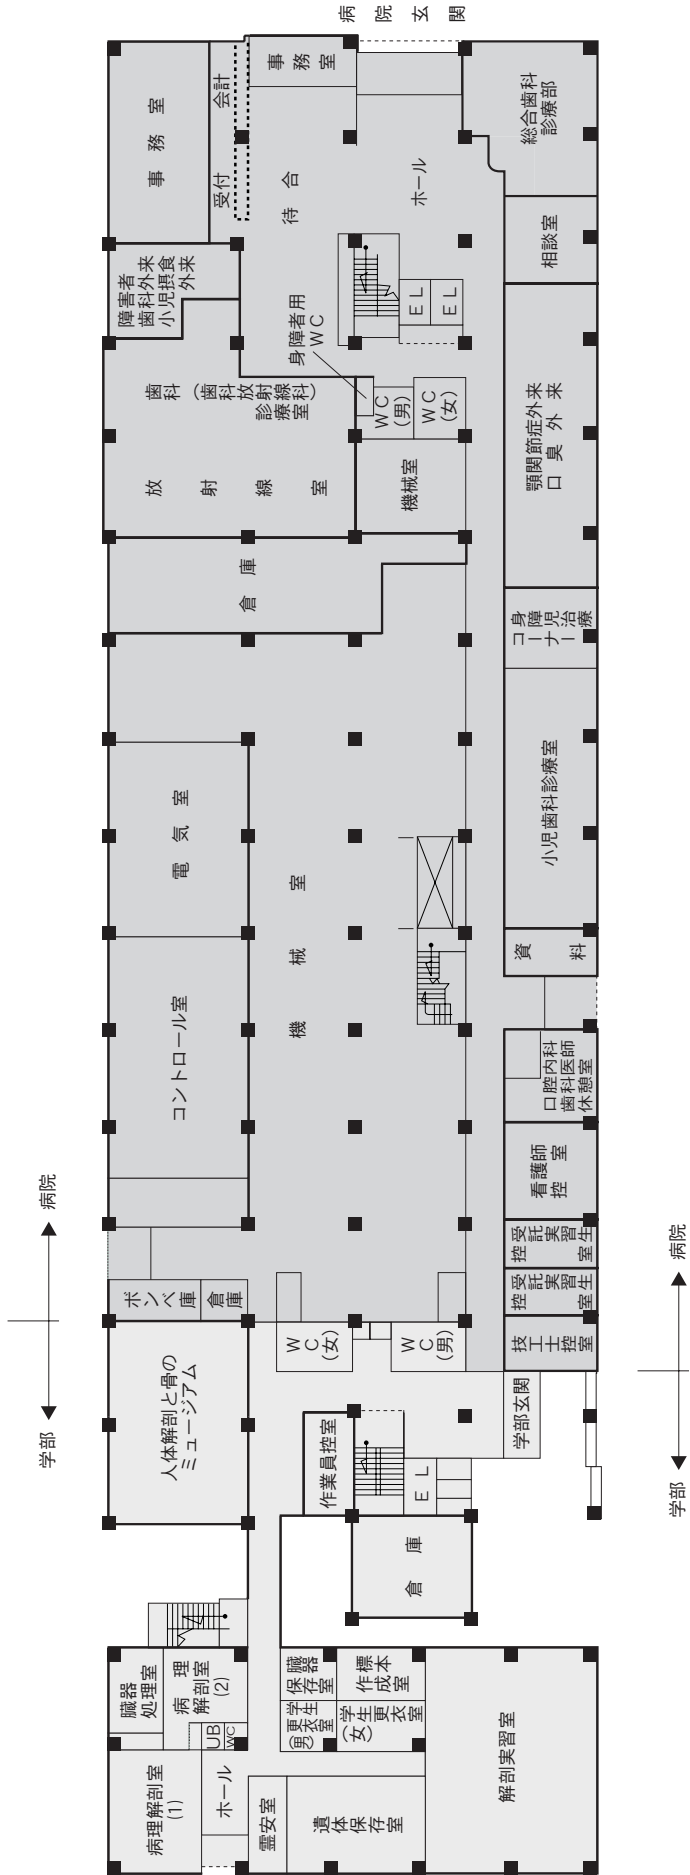 病院玄関
事務室
会計
受付
事務室
待合
ホール
総合歯科
診療部
相談室
障害者
歯科外来
小児摂食
外来
身障者用
WC
EL
EL
歯科(歯科放射線科)
診療室
放射線室
WC
(男)
WC
(女)
機械室
顎関節症外来
口臭外来
倉庫
身障児治療
コーナー
小児歯科診療室
電気室
機械室
資料
コントロール室
口腔内科
歯科医師
休憩室
看護師
控室
受託実習生
控室
受託実習生
控室
技工士控室
病院
学部
病院
学部
ボンベ庫
倉庫
WC
(女)
WC
(男)
人体解剖と骨の
ミュージアム
学部玄関
作業員控室
EL
倉庫
臓器
処理室
病理
解剖室
(2)
UB
WC
病理解剖室
(1)
ホール
臓器
保存室
標本
作成室
学生
更衣室
(男)
学生
更衣室
(女)
霊安室
遺体
保存室
解剖実習室